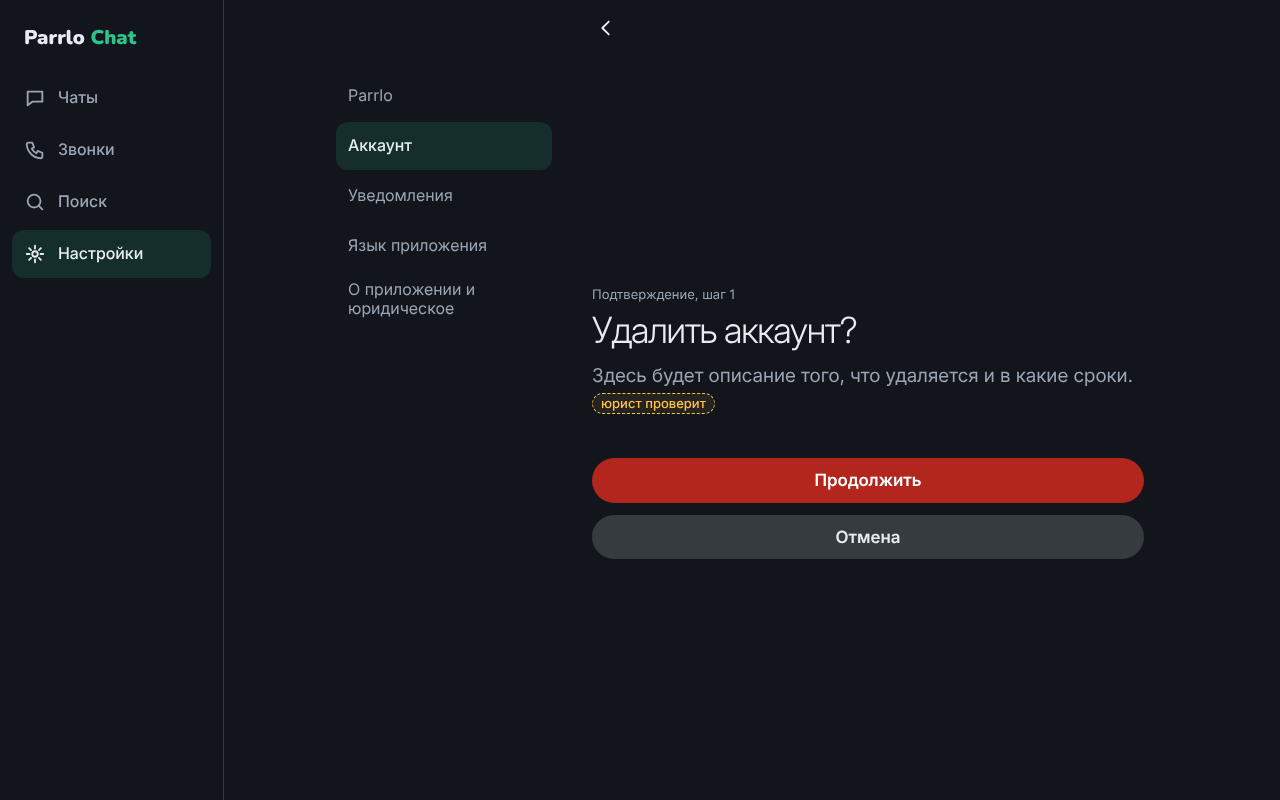 Parrlo Chat
Чаты
Звонки
Поиск
Настройки
Parrlo
Аккаунт
Уведомления
Язык приложения
О приложении и
юридическое
Подтверждение, шаг 1
Удалить аккаунт?
Здесь будет описание того, что удаляется и в какие сроки.
юрист проверит
Продолжить
Отмена